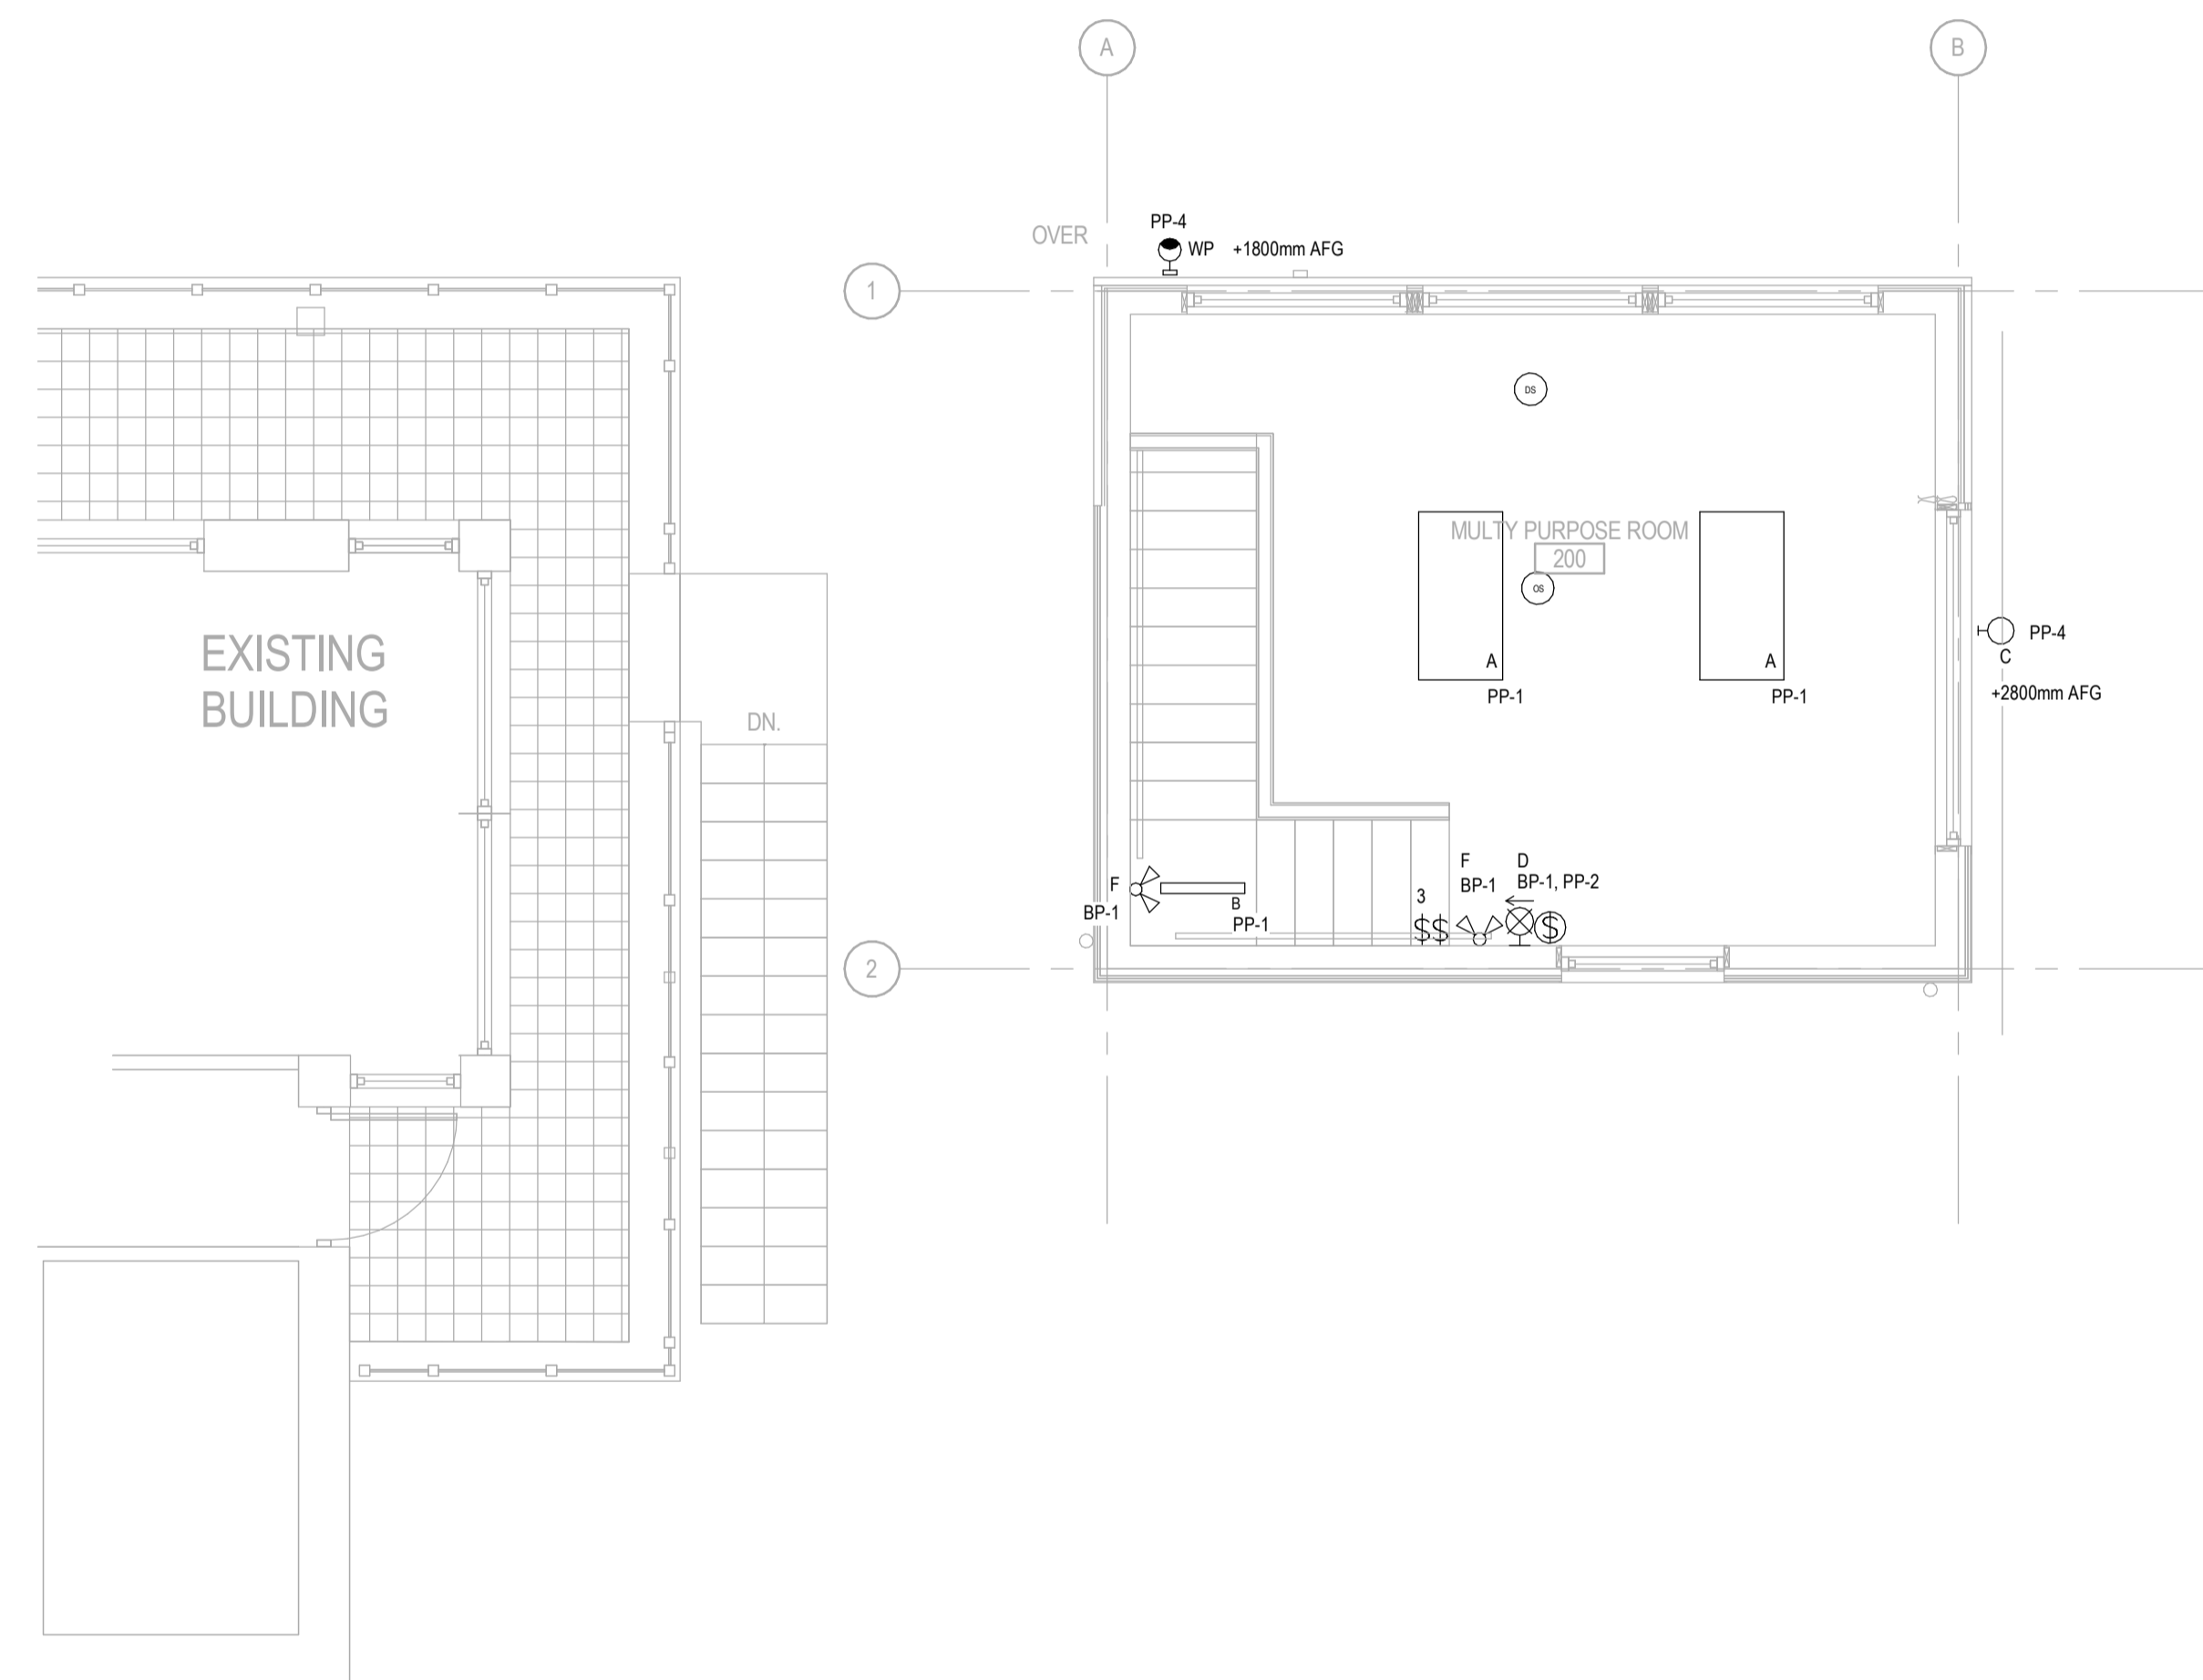 A
B
PP-4
OVER
WP +1800mm AFG
1
DS
MULTY PURPOSE ROOM
200
OS
EXISTING
BUILDING
PP-4
C
A
A
+2800mm AFG
PP-1
PP-1
DN.
F
D
BP-1, PP-2
F
BP-1
3
B
BP-1
PP-1
$$
$
2